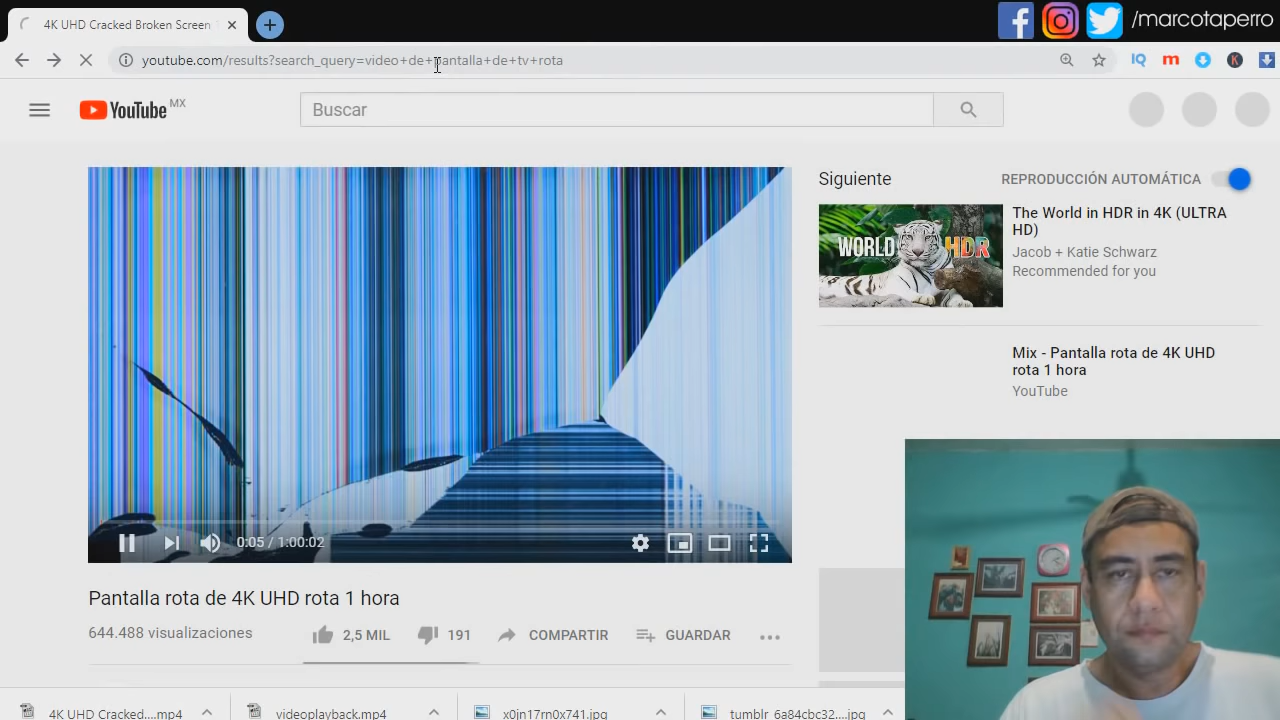 4K UHD Cracked Broken Screen
/marcotaperro
youtube.com/results?search_query=video+de+pantalla+de+tv+rota
IQ
m
K
YouTube MX
Buscar
Siguiente
REPRODUCCIÓN AUTOMÁTICA
WORLD HDR
The World in HDR in 4K (ULTRA
HD)
Jacob + Katie Schwarz
Recommended for you
Mix - Pantalla rota de 4K UHD
rota 1 hora
YouTube
0:05 / 1:00:02
Pantalla rota de 4K UHD rota 1 hora
644.488 visualizaciones
2,5 MIL
191
COMPARTIR
GUARDAR
4K UHD Cracked....mp4
videoplayback.mp4
x0jn17rn0x741.jpg
tumblr_6a84cbc32....jpg